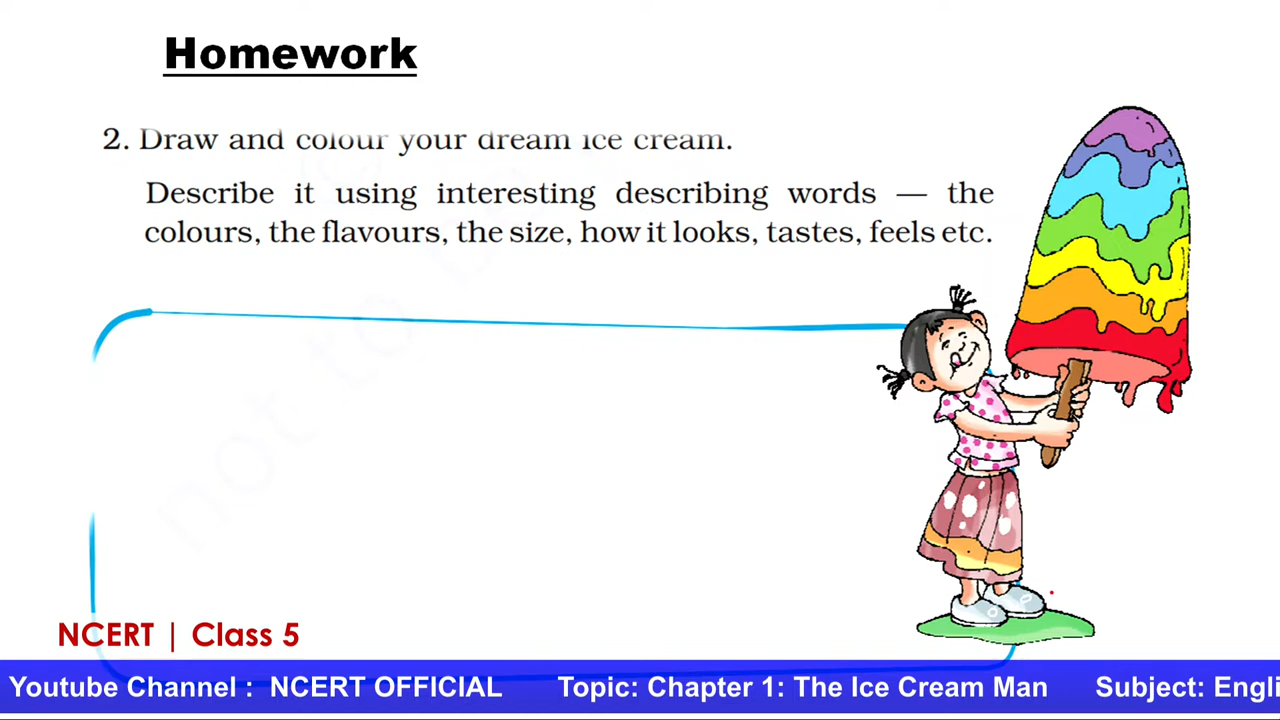 Homework
2. Draw and colour your dream ice cream.
Describe it using interesting describing words — the
colours, the flavours, the size, how it looks, tastes, feels etc.
NCERT | Class 5
Youtube Channel : NCERT OFFICIAL Topic: Chapter 1: The Ice Cream Man Subject: Engli